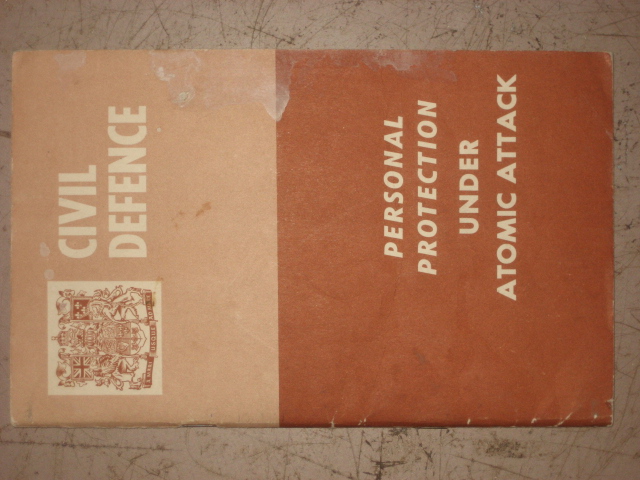 CIVIL
DEFENCE
PERSONAL
PROTECTION
UNDER
ATOMIC ATTACK